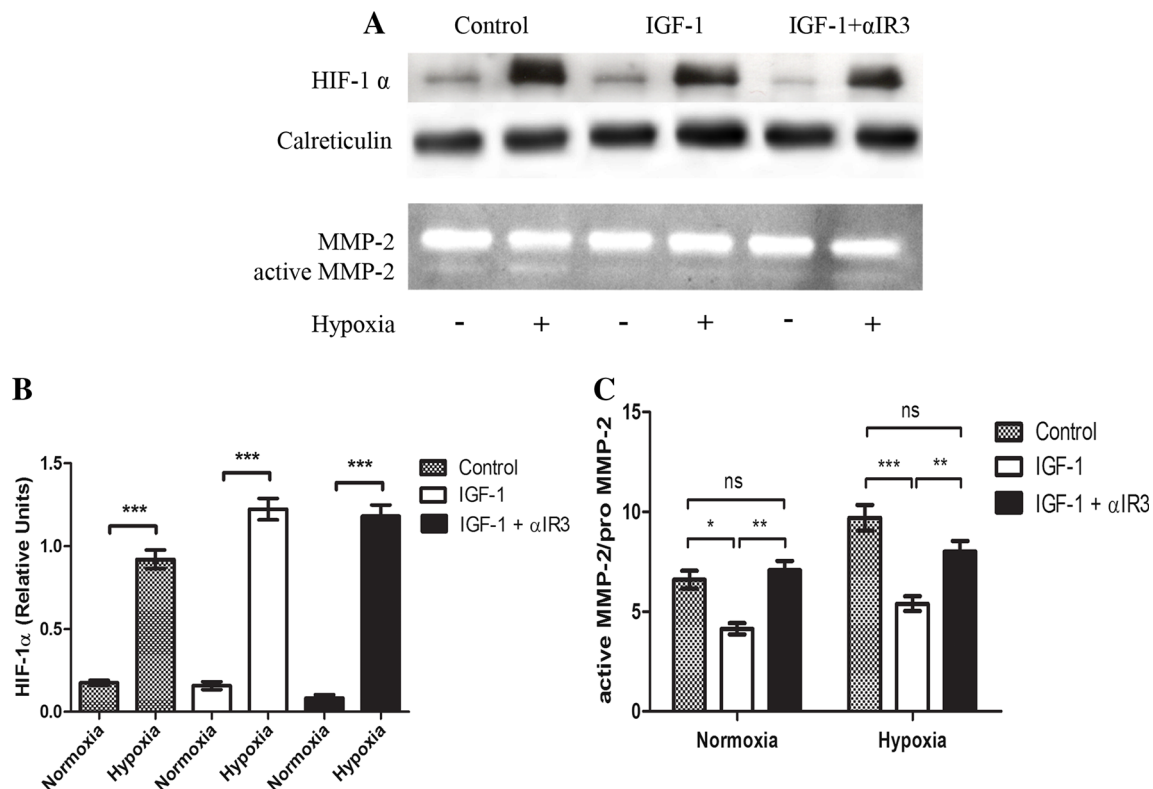 A
Control IGF-1 IGF-1+αIR3
HIF-1 α
Calreticulin
MMP-2
active MMP-2
Hypoxia - + - + - +
B
HIF-1α (Relative Units)
1.5
1.0
0.5
0.0
***
***
***
Normoxia Hypoxia Normoxia Hypoxia Normoxia Hypoxia
Control
IGF-1
IGF-1 + αIR3
C
active MMP-2/pro MMP-2
15
10
5
0
ns
* **
ns
*** **
Normoxia Hypoxia
Control
IGF-1
IGF-1 + αIR3